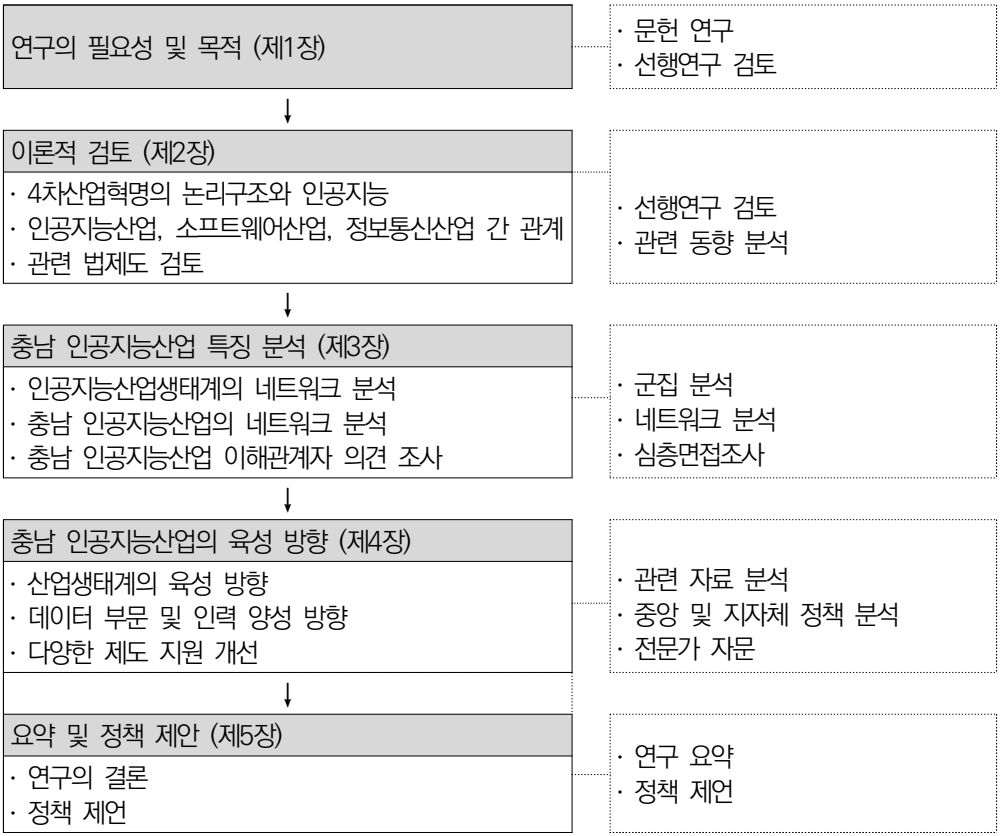 연구의 필요성 및 목적 (제1장)
· 문헌 연구
· 선행연구 검토
이론적 검토 (제2장)
· 4차산업혁명의 논리구조와 인공지능
· 인공지능산업, 소프트웨어산업, 정보통신산업 간 관계
· 관련 법제도 검토
· 선행연구 검토
· 관련 동향 분석
충남 인공지능산업 특징 분석 (제3장)
· 인공지능산업생태계의 네트워크 분석
· 충남 인공지능산업의 네트워크 분석
· 충남 인공지능산업 이해관계자 의견 조사
· 군집 분석
· 네트워크 분석
· 심층면접조사
충남 인공지능산업의 육성 방향 (제4장)
· 산업생태계의 육성 방향
· 데이터 부문 및 인력 양성 방향
· 다양한 제도 지원 개선
· 관련 자료 분석
· 중앙 및 지자체 정책 분석
· 전문가 자문
요약 및 정책 제안 (제5장)
· 연구의 결론
· 정책 제언
· 연구 요약
· 정책 제언